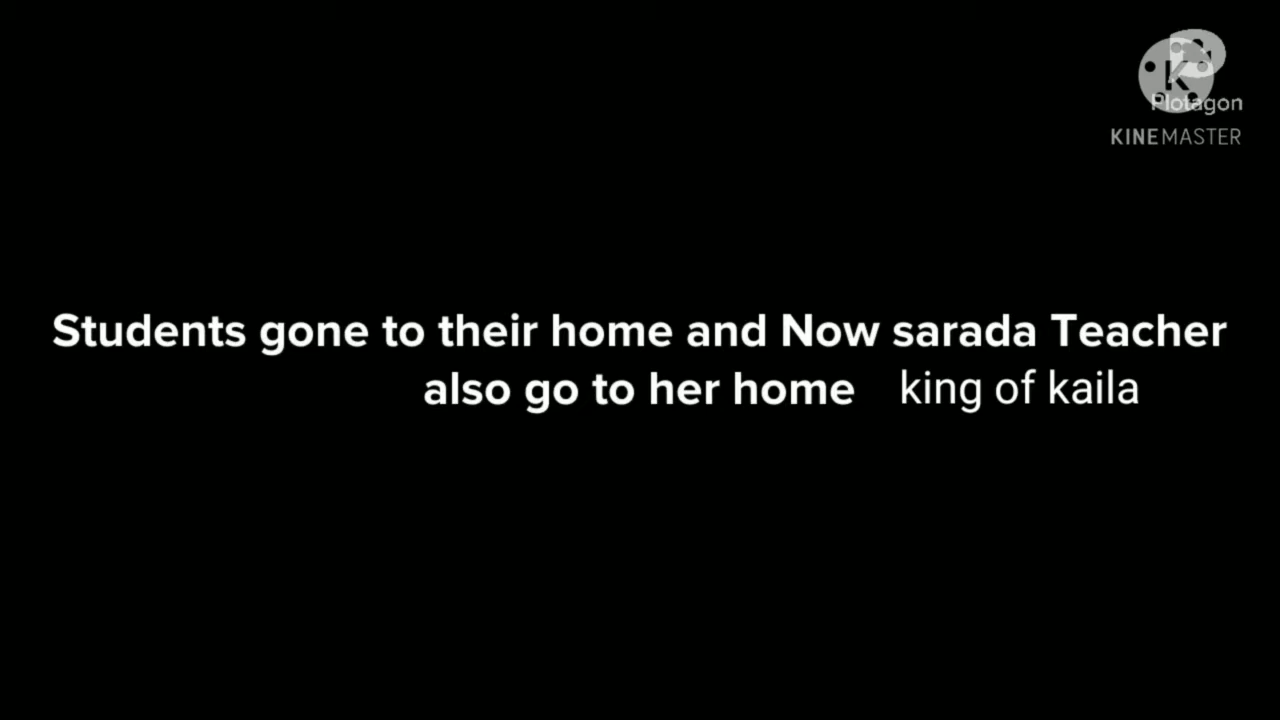 Plotagon
KINEMASTER
Students gone to their home and Now sarada Teacher
also go to her home king of kaila